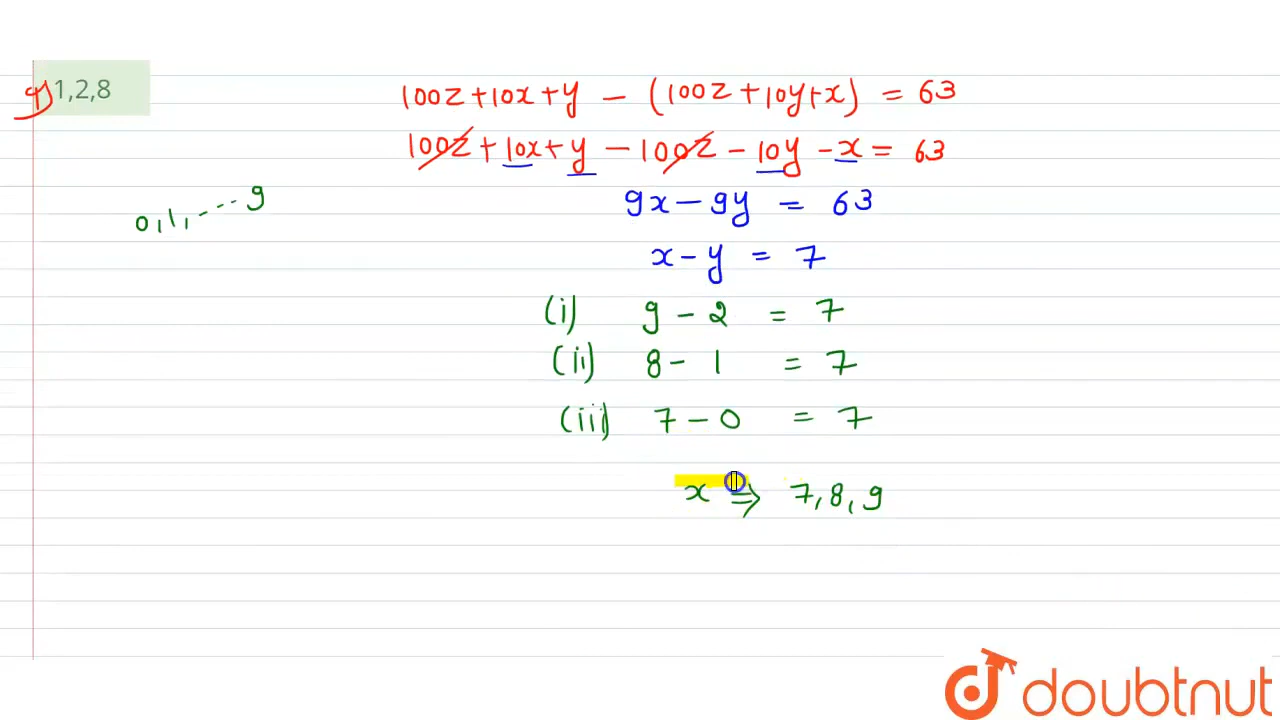 9) 1,2,8
100z + 10x + y - (100z + 10y + x) = 63
100z + 10x + y - 100z - 10y - x = 63
0, 1, --- 9
9x - 9y = 63
x - y = 7
(i) 9 - 2 = 7
(ii) 8 - 1 = 7
(iii) 7 - 0 = 7
x ⇒ 7, 8, 9
doubtnut